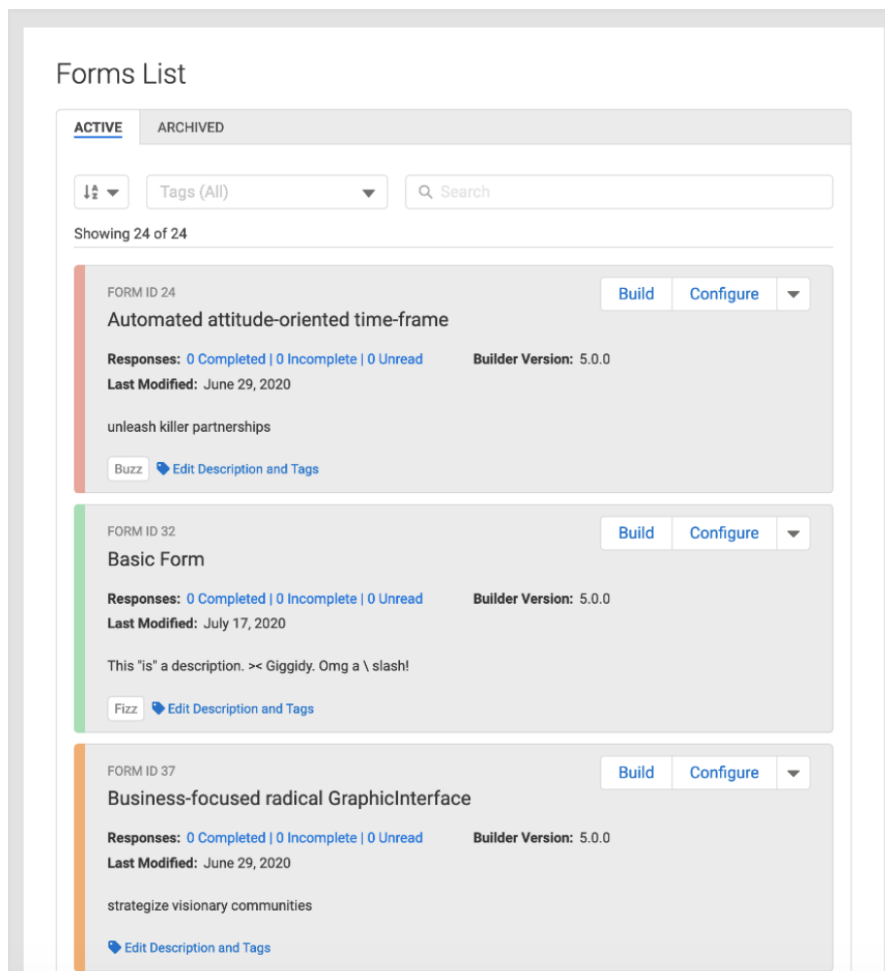 Forms List
ACTIVE ARCHIVED
Tags (All) Search
Showing 24 of 24
FORM ID 24
Build Configure
Automated attitude-oriented time-frame
Responses: 0 Completed | 0 Incomplete | 0 Unread Builder Version: 5.0.0
Last Modified: June 29, 2020
unleash killer partnerships
Buzz Edit Description and Tags
FORM ID 32
Build Configure
Basic Form
Responses: 0 Completed | 0 Incomplete | 0 Unread Builder Version: 5.0.0
Last Modified: July 17, 2020
This "is" a description. >< Giggidy. Omg a \ slash!
Fizz Edit Description and Tags
FORM ID 37
Build Configure
Business-focused radical GraphicInterface
Responses: 0 Completed | 0 Incomplete | 0 Unread Builder Version: 5.0.0
Last Modified: June 29, 2020
strategize visionary communities
Edit Description and Tags